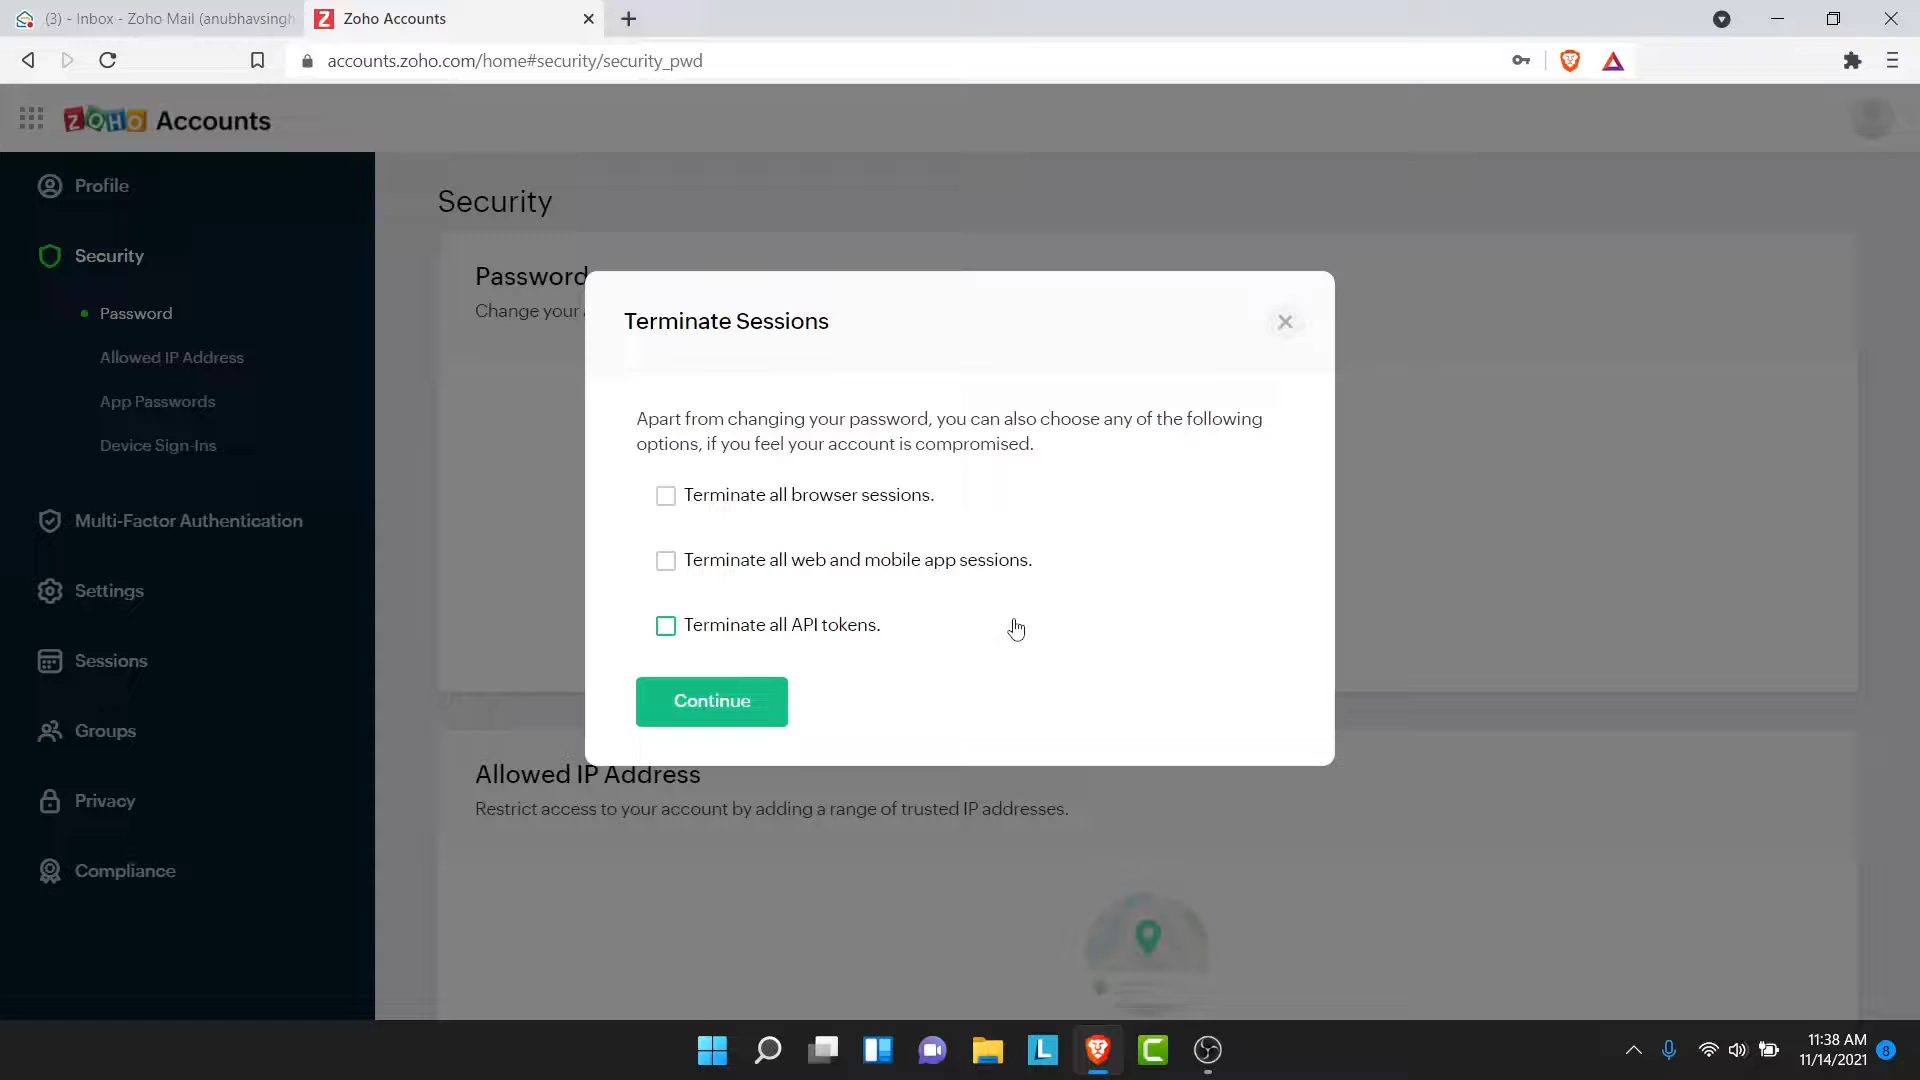 (3) - Inbox - Zoho Mail (anubhavsingh
Zoho Accounts
accounts.zoho.com/home#security/security_pwd
ZOHO Accounts
Profile
Security
Password
Allowed IP Address
App Passwords
Device Sign-Ins
Multi-Factor Authentication
Settings
Sessions
Groups
Privacy
Compliance
Security
Password
Change your
Terminate Sessions
Apart from changing your password, you can also choose any of the following
options, if you feel your account is compromised.
Terminate all browser sessions.
Terminate all web and mobile app sessions.
Terminate all API tokens.
Continue
Allowed IP Address
Restrict access to your account by adding a range of trusted IP addresses.
11:38 AM
11/14/2021
8